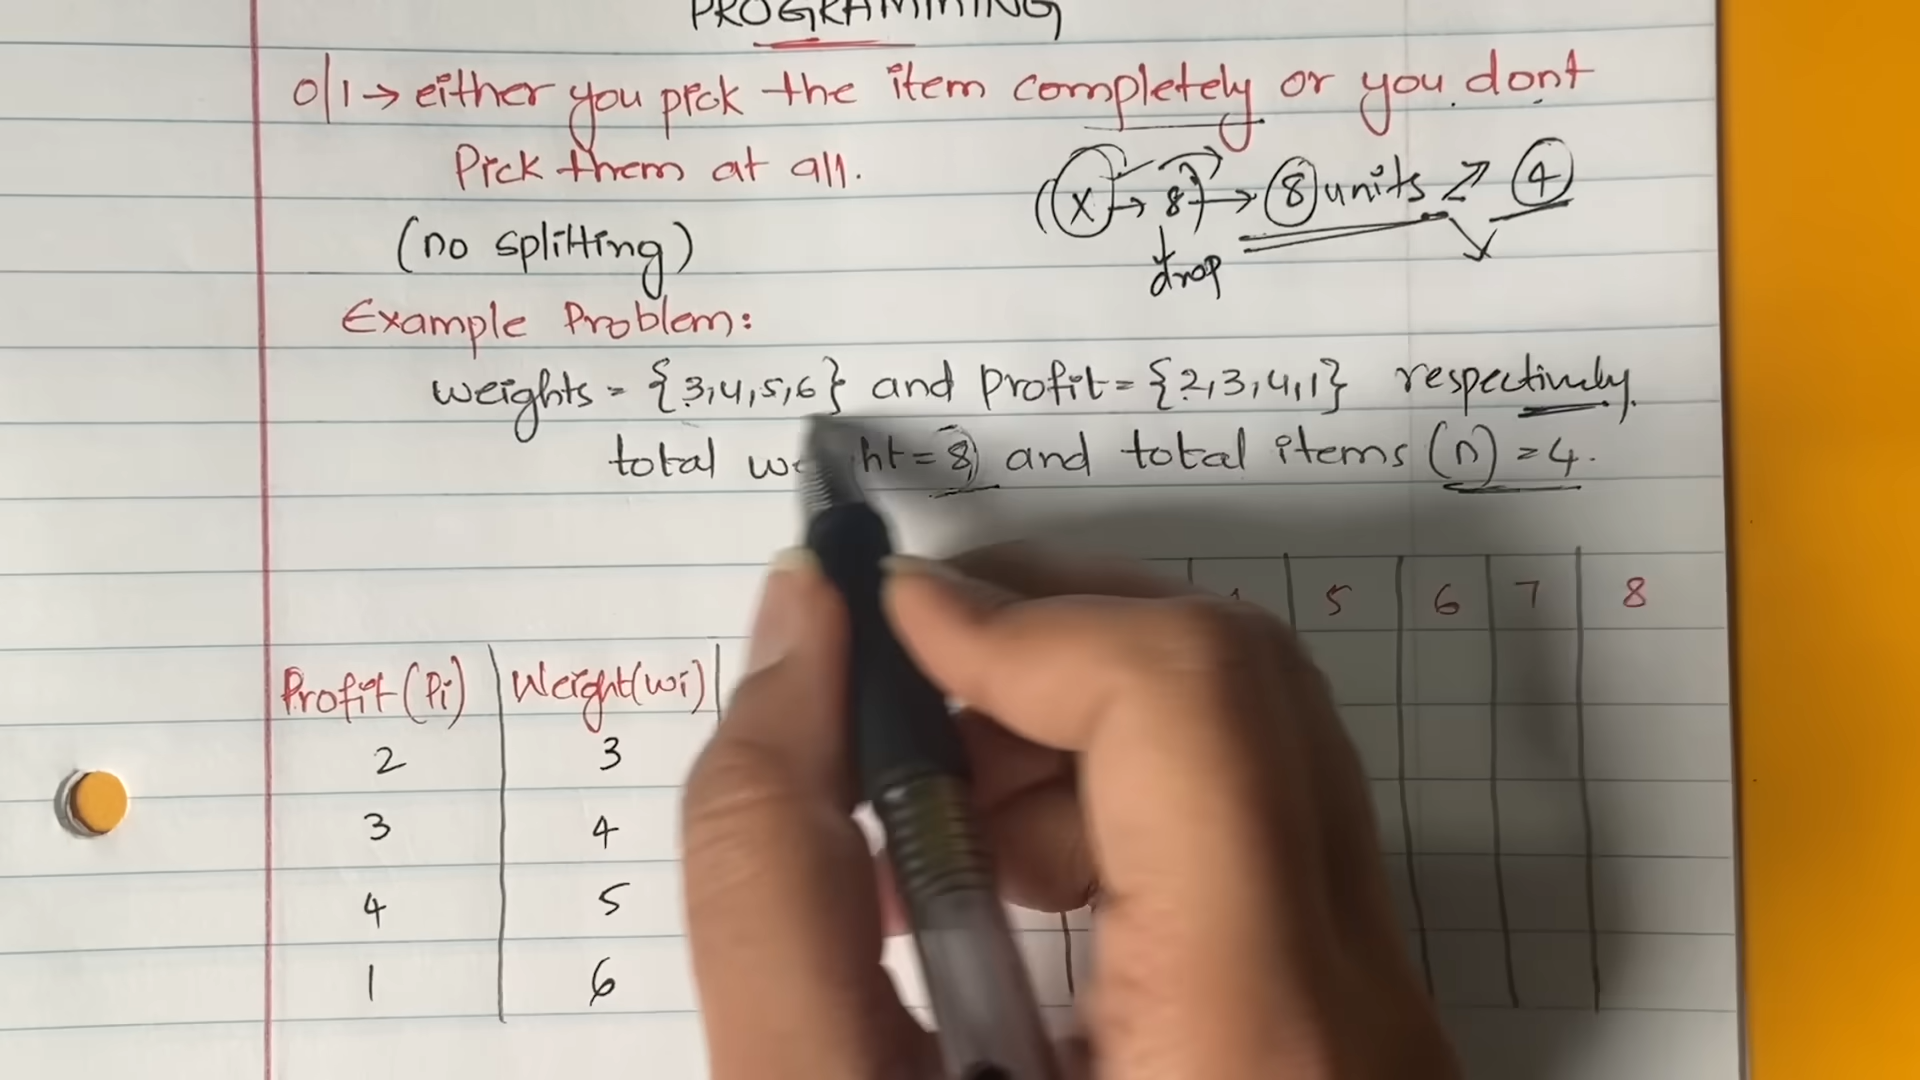 PROGRAMMING
0/1 → either you pick the item completely or you dont
Pick them at all.
(X → 8) → 8 units ≥ 4
drop
(no splitting)
Example Problem:
weights = {3,4,5,6} and Profit = {2,3,4,1} respectively.
total ht = 8 and total items (n) = 4.
5 6 7 8
Profit(Pi) Weight(wi)
2 3
3 4
4 5
1 6